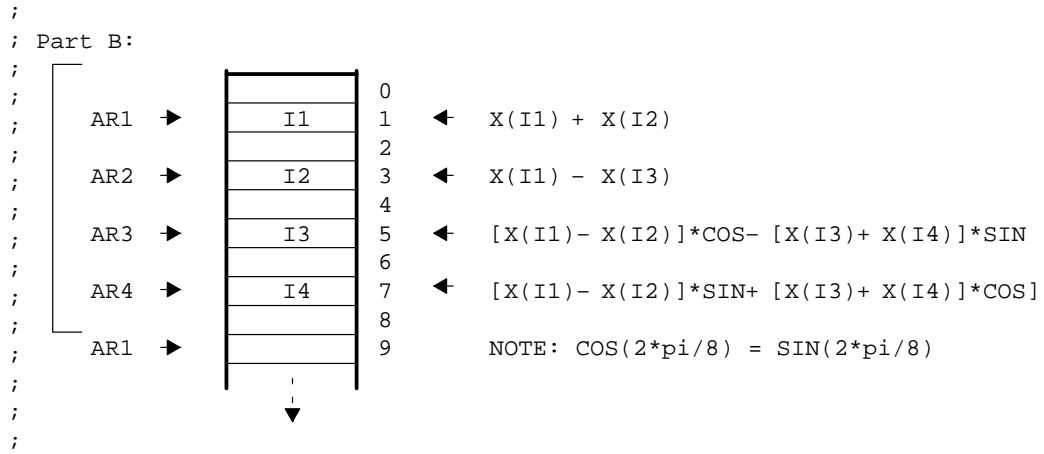 ;
; Part B:
;
; 0
; AR1 I1 1 X(I1) + X(I2)
; 2
; AR2 I2 3 X(I1) – X(I3)
; 4
; AR3 I3 5 [X(I1)– X(I2)]*COS– [X(I3)+ X(I4)]*SIN
; 6
; AR4 I4 7 [X(I1)– X(I2)]*SIN+ [X(I3)+ X(I4)]*COS]
; 8
; AR1 9 NOTE: COS(2*pi/8) = SIN(2*pi/8)
;
;
;